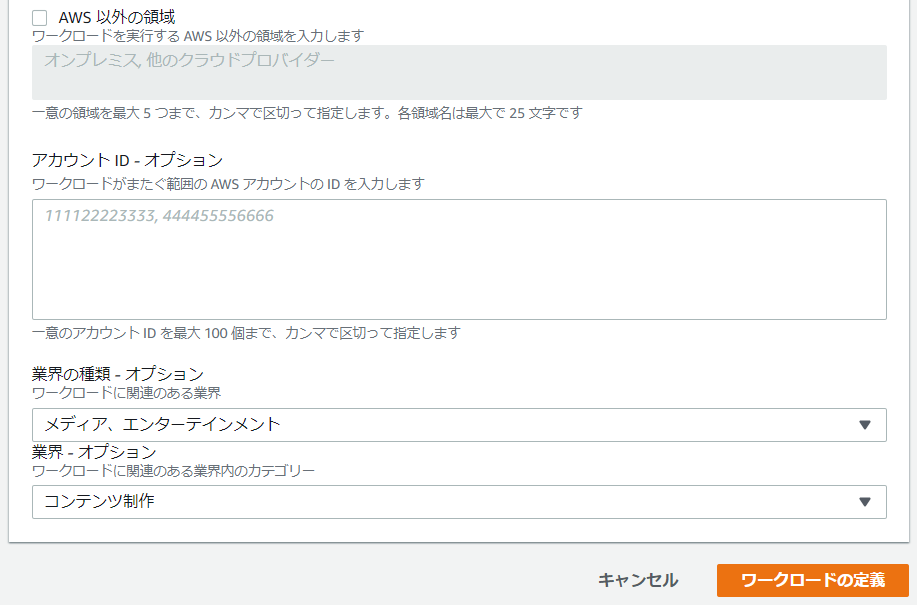 AWS 以外の領域
ワークロードを実行する AWS 以外の領域を入力します
オンプレミス, 他のクラウドプロバイダー
一意の領域を最大 5 つまで、カンマで区切って指定します。各領域名は最大で 25 文字です
アカウント ID - オプション
ワークロードがまたぐ範囲の AWS アカウントの ID を入力します
111122223333, 444455556666
一意のアカウント ID を最大 100 個まで、カンマで区切って指定します
業界の種類 - オプション
ワークロードに関連のある業界
メディア、エンターテインメント
業界 - オプション
ワークロードに関連のある業界内のカテゴリー
コンテンツ制作
キャンセル
ワークロードの定義